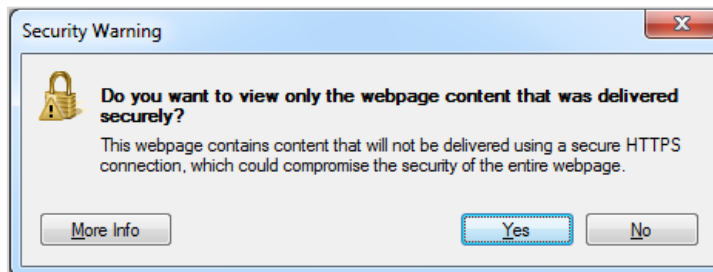 Security Warning
Do you want to view only the webpage content that was delivered
securely?
This webpage contains content that will not be delivered using a secure HTTPS
connection, which could compromise the security of the entire webpage.
More Info
Yes
No